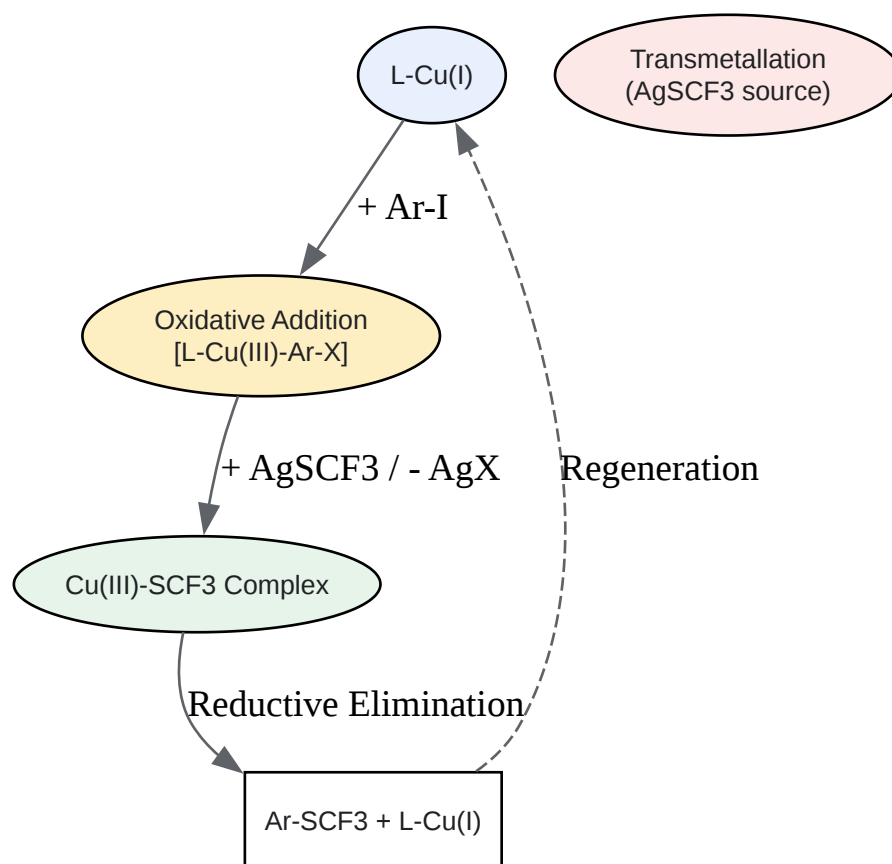 L-Cu(I)
Transmetallation
(AgSCF3 source)
+ Ar-I
Oxidative Addition
[L-Cu(III)-Ar-X]
+ AgSCF3 / - AgX
Regeneration
Cu(III)-SCF3 Complex
Reductive Elimination
Ar-SCF3 + L-Cu(I)